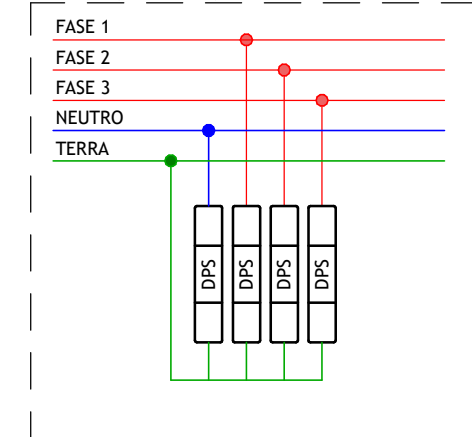 FASE 1
FASE 2
FASE 3
NEUTRO
TERRA
DPS
DPS
DPS
DPS